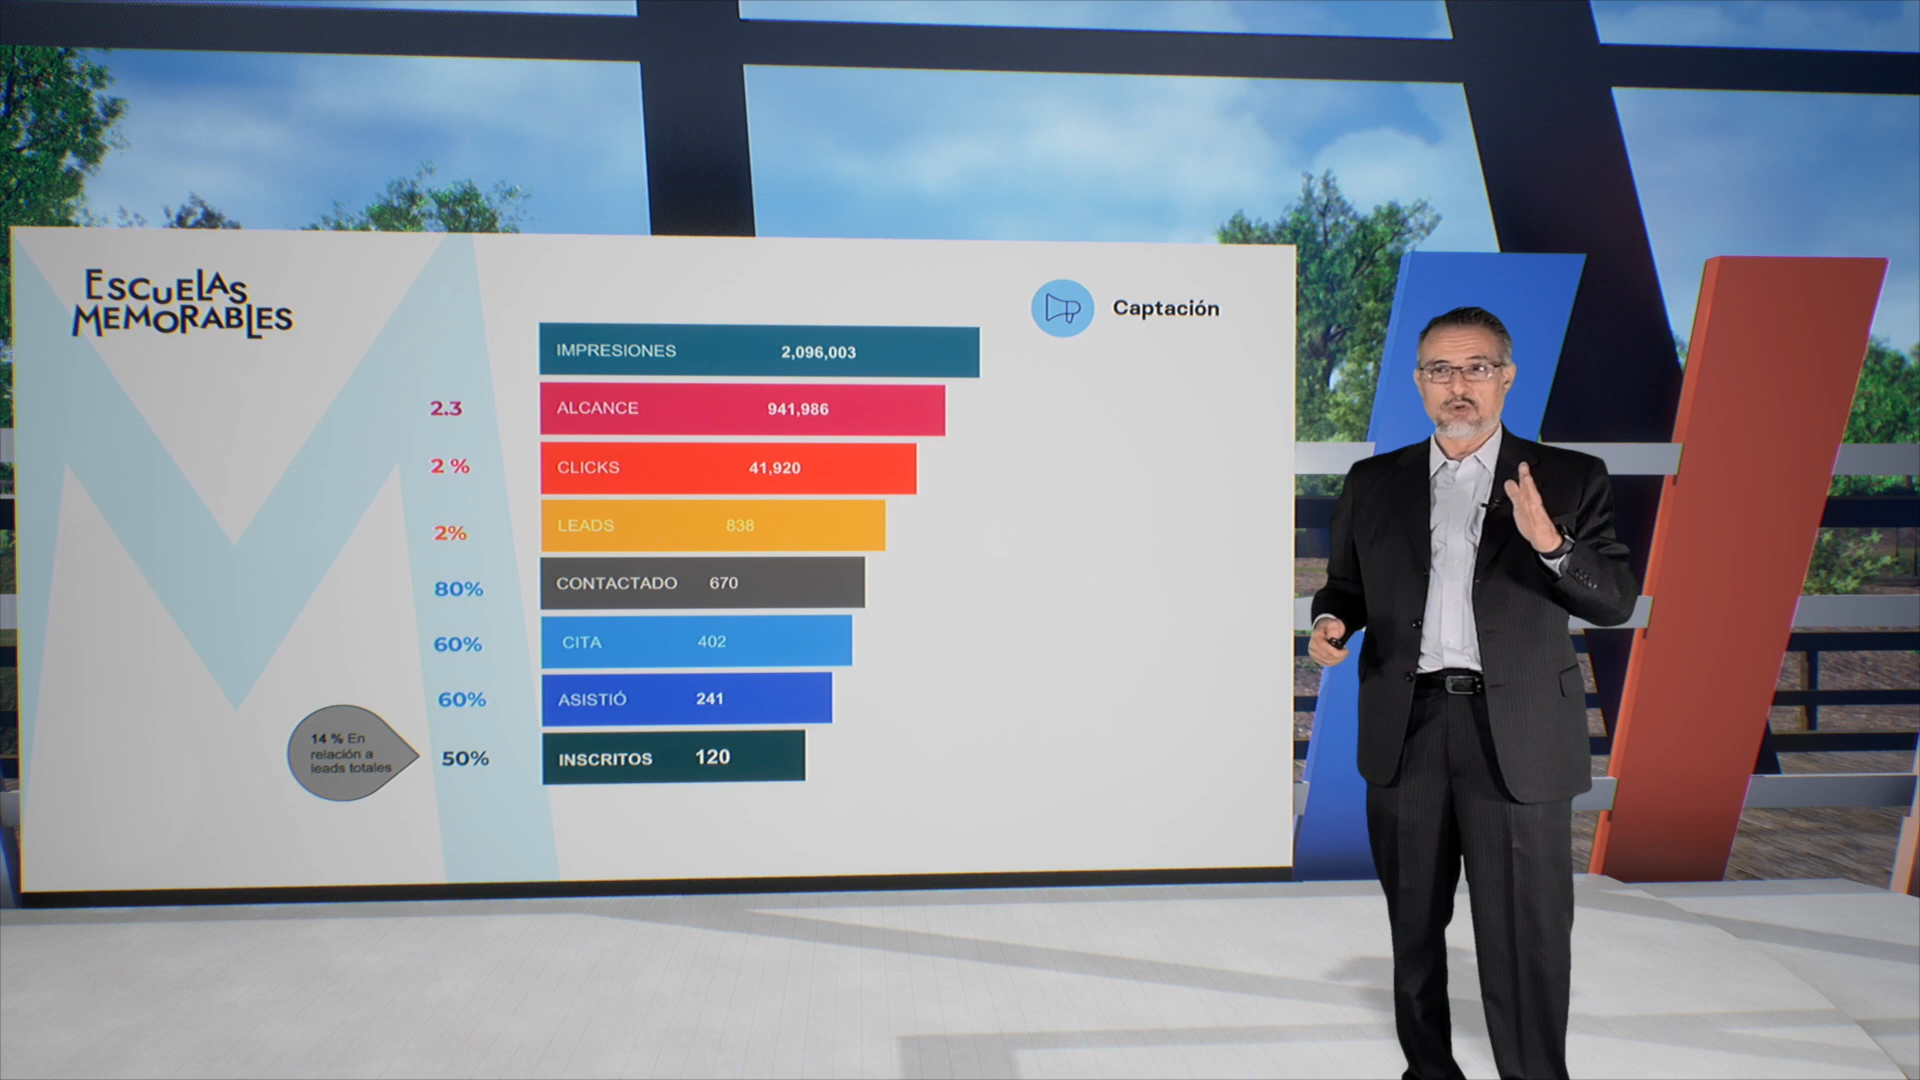 ESCUELAS
MEMORABLES
Captación
IMPRESIONES 2,096,003
2.3 ALCANCE 941,986
2 % CLICKS 41,920
2% LEADS 838
80% CONTACTADO 670
60% CITA 402
60% ASISTIÓ 241
14 % En
relación a
leads totales
50% INSCRITOS 120